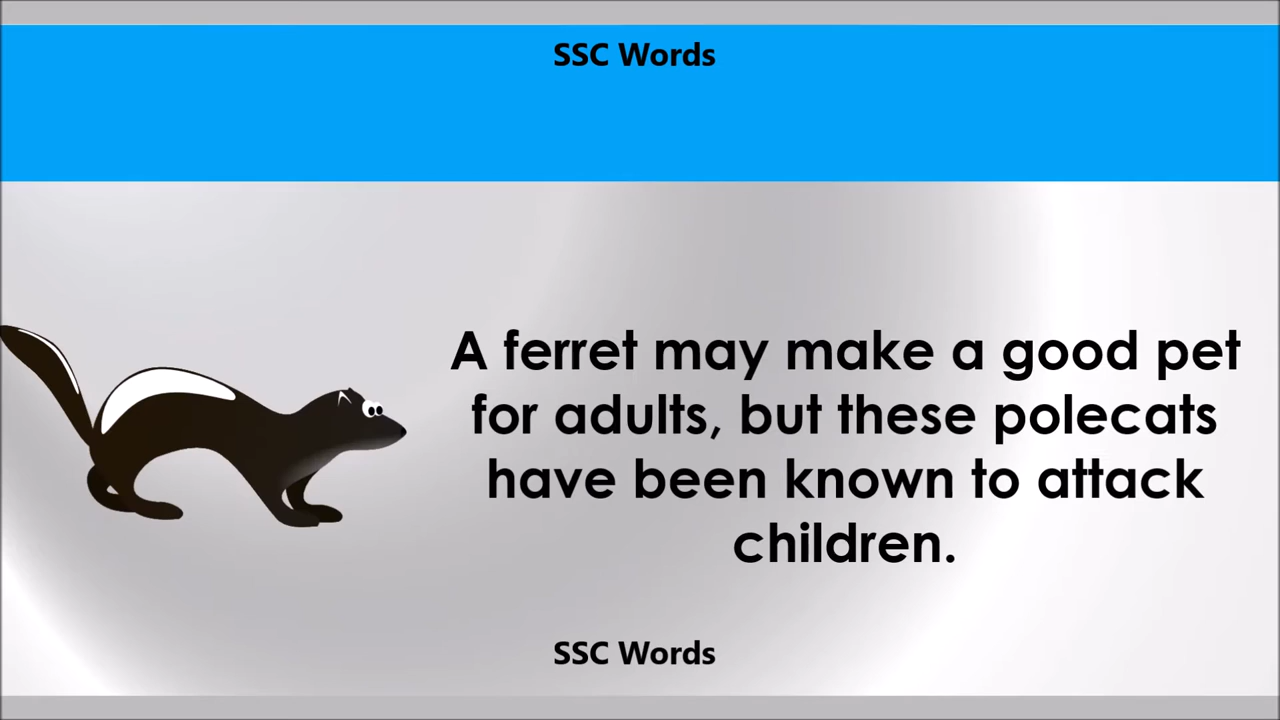 SSC Words
A ferret may make a good pet
for adults, but these polecats
have been known to attack
children.
SSC Words